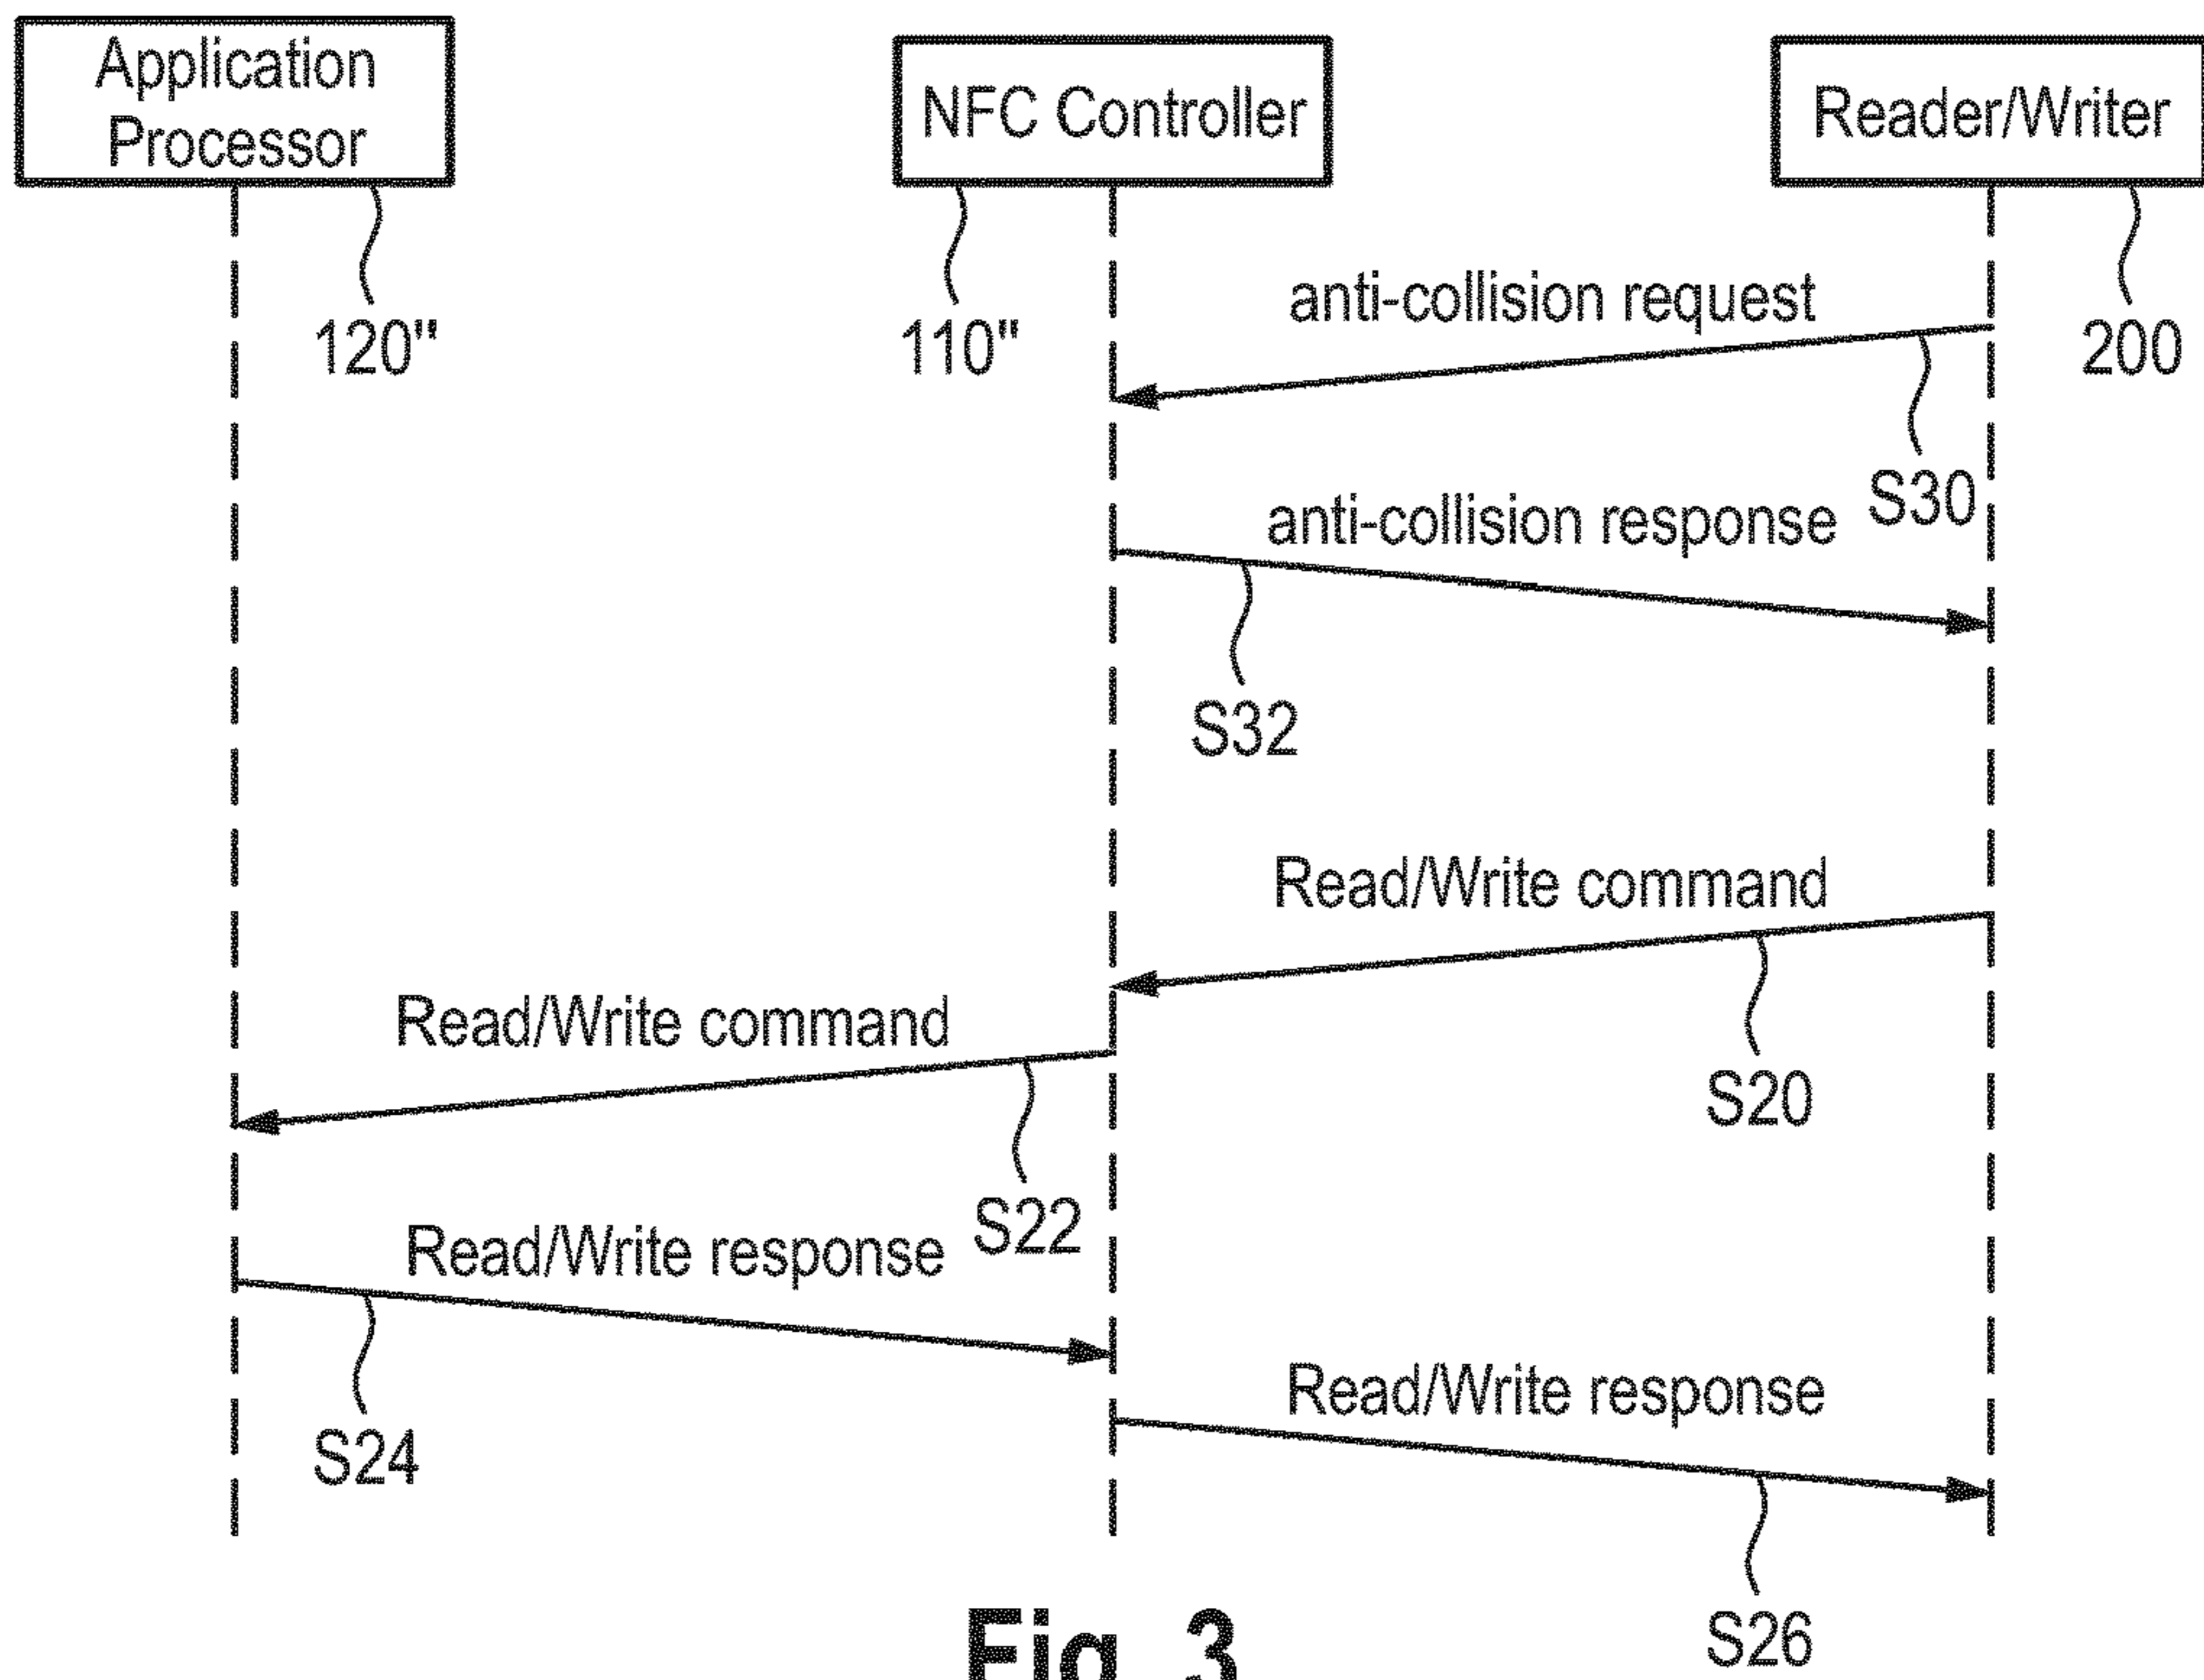 Application
Processor
NFC Controller
Reader/Writer
120"
110"
200
anti-collision request
S30
anti-collision response
S32
Read/Write command
S20
Read/Write command
S22
Read/Write response
S24
Read/Write response
S26
Fig. 3